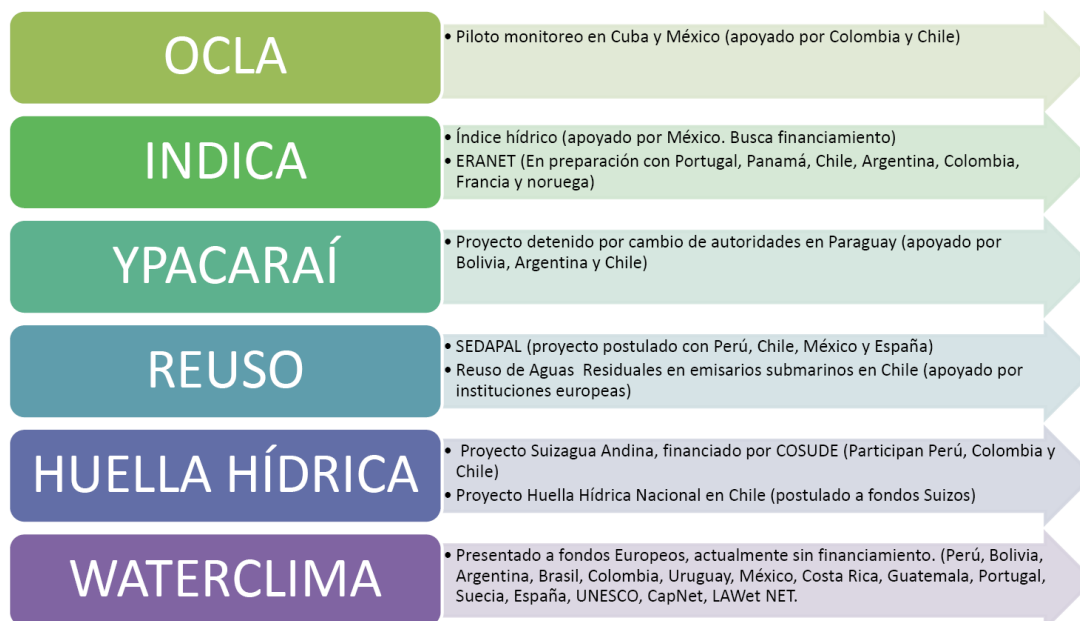 OCLA
• Piloto monitoreo en Cuba y México (apoyado por Colombia y Chile)
INDICA
• Índice hídrico (apoyado por México. Busca financiamiento)
• ERANET (En preparación con Portugal, Panamá, Chile, Argentina, Colombia,
Francia y noruega)
YPACARAÍ
• Proyecto detenido por cambio de autoridades en Paraguay (apoyado por
Bolivia, Argentina y Chile)
REUSO
• SEDAPAL (proyecto postulado con Perú, Chile, México y España)
• Reuso de Aguas Residuales en emisarios submarinos en Chile (apoyado por
instituciones europeas)
HUELLA HÍDRICA
• Proyecto Suizagua Andina, financiado por COSUDE (Participan Perú, Colombia y
Chile)
• Proyecto Huella Hídrica Nacional en Chile (postulado a fondos Suizos)
WATERCLIMA
• Presentado a fondos Europeos, actualmente sin financiamiento. (Perú, Bolivia,
Argentina, Brasil, Colombia, Uruguay, México, Costa Rica, Guatemala, Portugal,
Suecia, España, UNESCO, CapNet, LAWet NET.